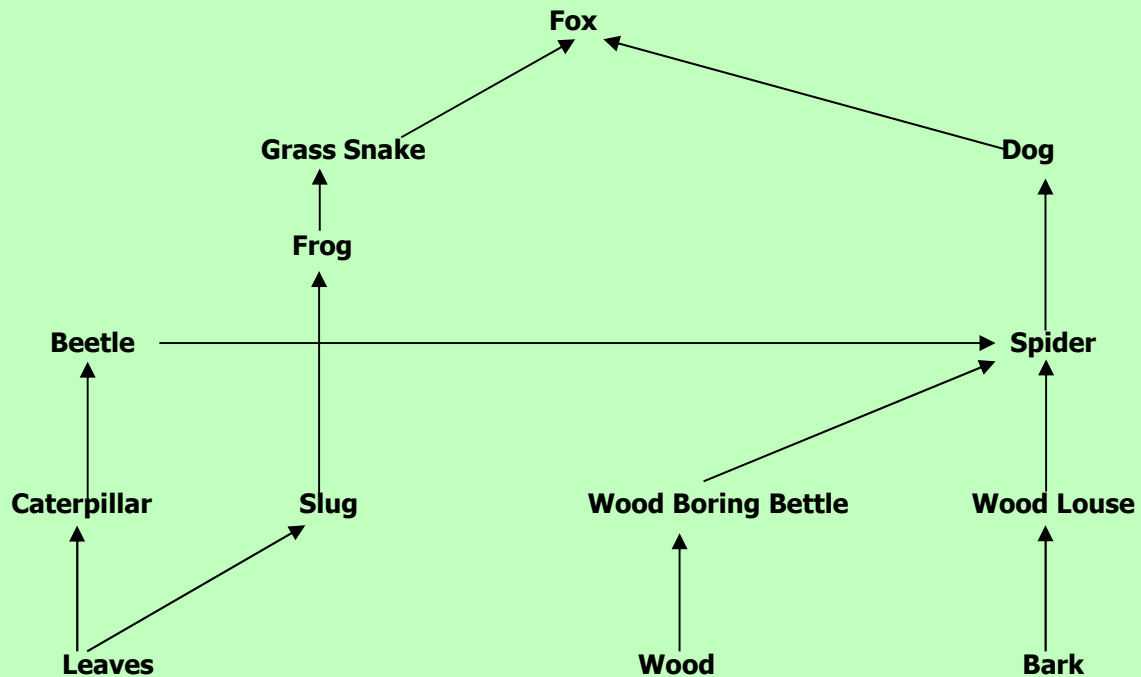 Fox
Grass Snake
Dog
Frog
Beetle
Spider
Caterpillar
Slug
Wood Boring Bettle
Wood Louse
Leaves
Wood
Bark